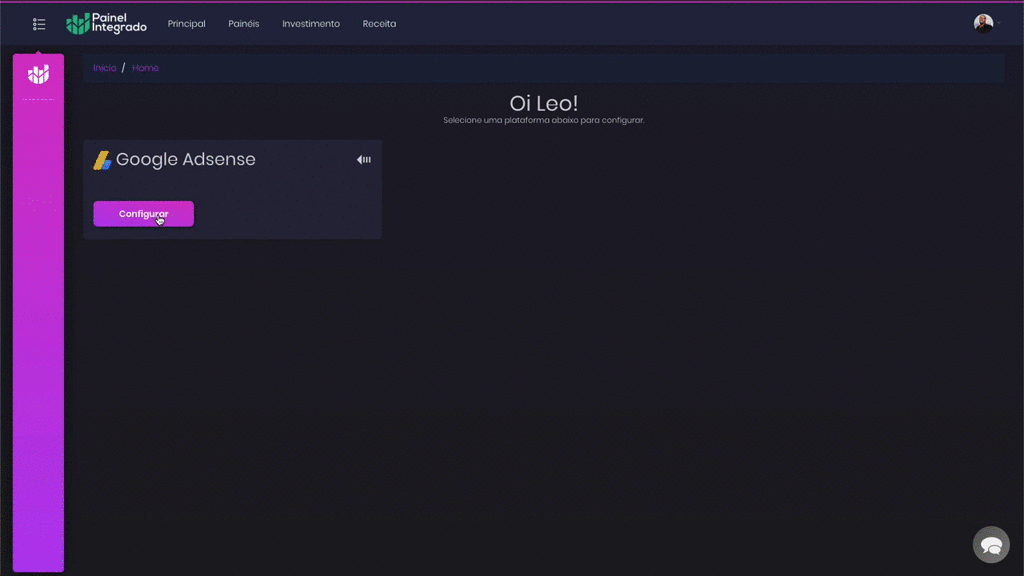 Painel
Integrado
Principal
Painéis
Investimento
Receita
Início / Home
Oi Leo!
Selecione uma plataforma abaixo para configurar.
Google Adsense
Configurar